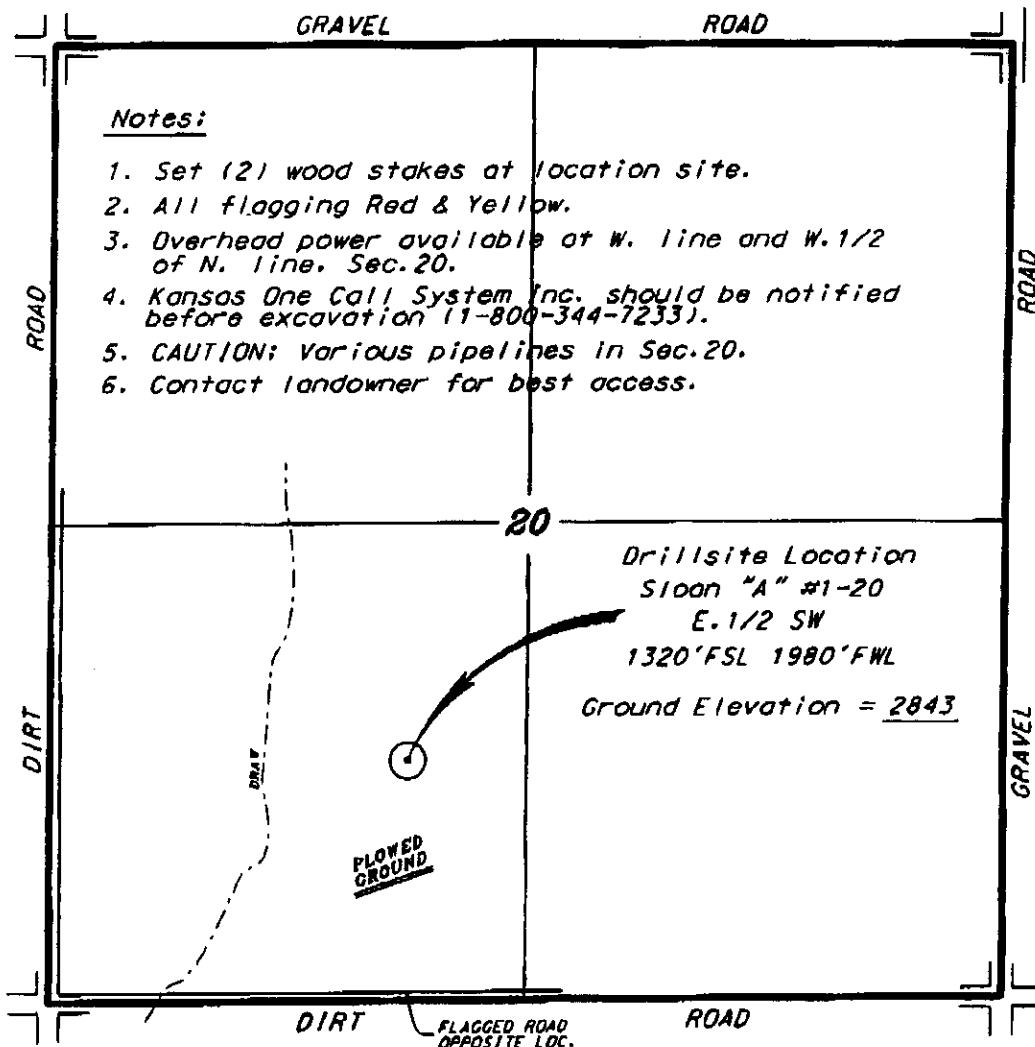 GRAVEL ROAD
Notes:
1. Set (2) wood stakes at location site.
2. All flagging Red & Yellow.
3. Overhead power available at W. line and W.1/2
of N. line. Sec.20.
4. Kansas One Call System Inc. should be notified
before excavation (1-800-344-7233).
5. CAUTION: Various pipelines in Sec.20.
6. Contact landowner for best access.
ROAD
ROAD
20
Drillsite Location
Sloan "A" #1-20
E.1/2 SW
1320'FSL 1980'FWL
Ground Elevation = 2843
DIRT
DRAW
GRAVEL
PLOWED
GROUND
DIRT ROAD
FLAGGED ROAD
OPPOSITE LOC.